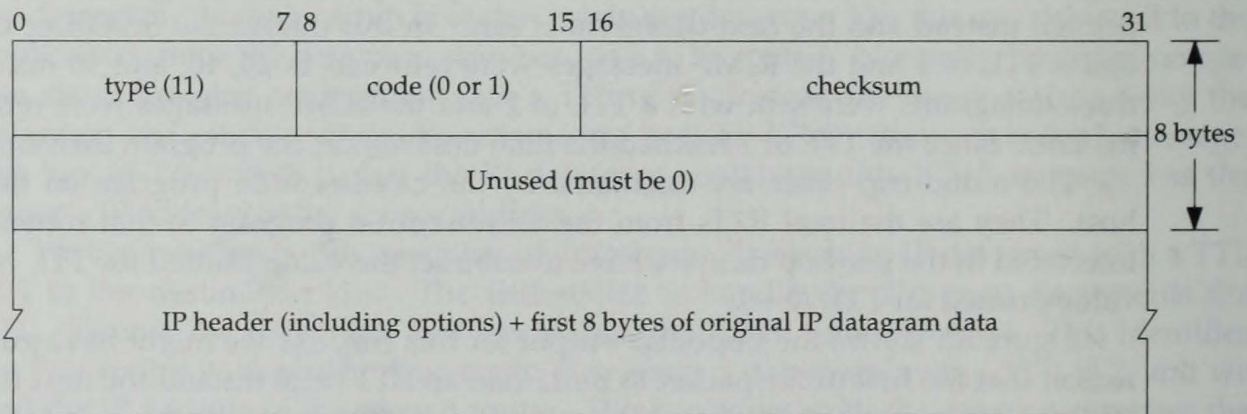 0 7 8 15 16 31
type (11) code (0 or 1) checksum
8 bytes
Unused (must be 0)
IP header (including options) + first 8 bytes of original IP datagram data